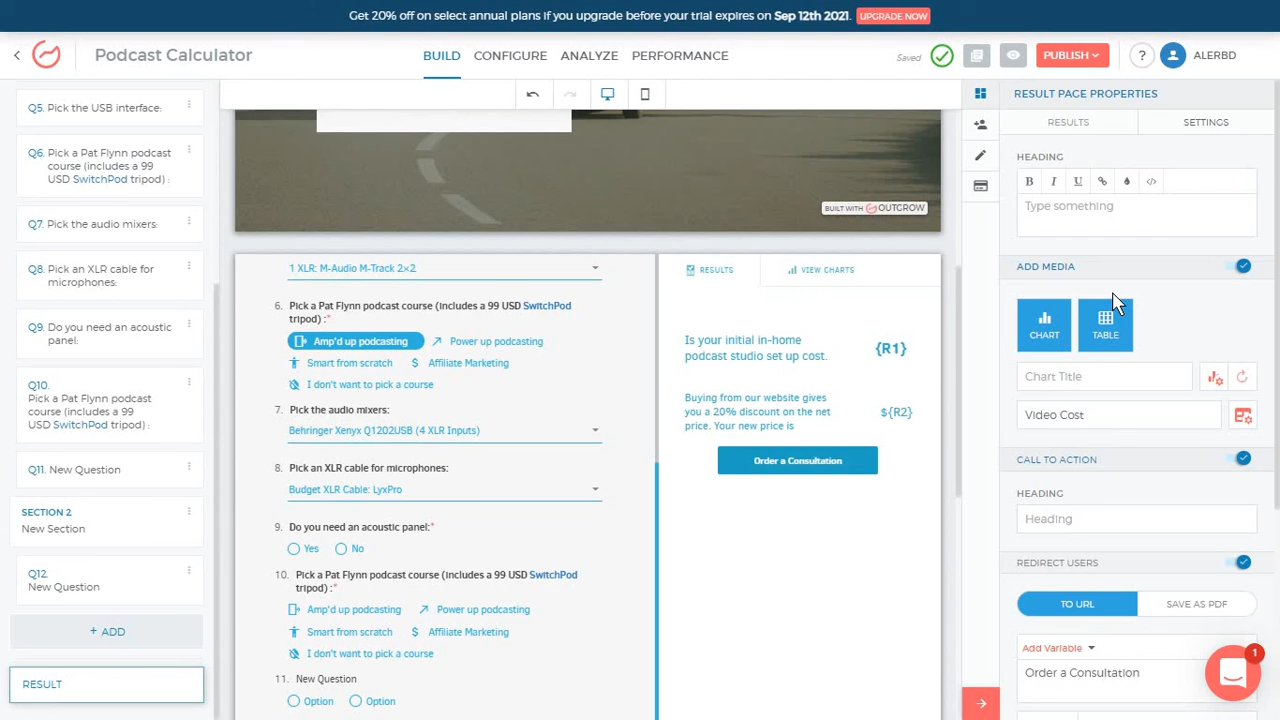 Get 20% off on select annual plans if you upgrade before your trial expires on Sep 12th 2021. UPGRADE NOW
Podcast Calculator
BUILD CONFIGURE ANALYZE PERFORMANCE
Saved
PUBLISH
?
ALERBD
Q5. Pick the USB interface:
Q6. Pick a Pat Flynn podcast
course (includes a 99
USD SwitchPod tripod) :
Q7. Pick the audio mixers:
Q8. Pick an XLR cable for
microphones:
Q9. Do you need an acoustic
panel:
Q10.
Pick a Pat Flynn podcast
course (includes a 99
USD SwitchPod tripod) :
Q11. New Question
SECTION 2
New Section
Q12.
New Question
+ ADD
RESULT
BUILT WITH OUTGROW
1 XLR: M-Audio M-Track 2×2
6. Pick a Pat Flynn podcast course (includes a 99 USD SwitchPod
tripod) :*
Amp'd up podcasting Power up podcasting
Smart from scratch $ Affiliate Marketing
I don't want to pick a course
7. Pick the audio mixers:
Behringer Xenyx Q1202USB (4 XLR Inputs)
8. Pick an XLR cable for microphones:
Budget XLR Cable: LyxPro
9. Do you need an acoustic panel:*
Yes No
10. Pick a Pat Flynn podcast course (includes a 99 USD SwitchPod
tripod) :*
Amp'd up podcasting Power up podcasting
Smart from scratch $ Affiliate Marketing
I don't want to pick a course
11. New Question
Option Option
RESULTS VIEW CHARTS
Is your initial in-home
podcast studio set up cost. {R1}
Buying from our website gives
you a 20% discount on the net ${R2}
price. Your new price is
Order a Consultation
RESULT PAGE PROPERTIES
RESULTS SETTINGS
HEADING
B I U
Type something
ADD MEDIA
CHART TABLE
Chart Title
Video Cost
CALL TO ACTION
HEADING
Heading
REDIRECT USERS
TO URL SAVE AS PDF
Add Variable
Order a Consultation
1